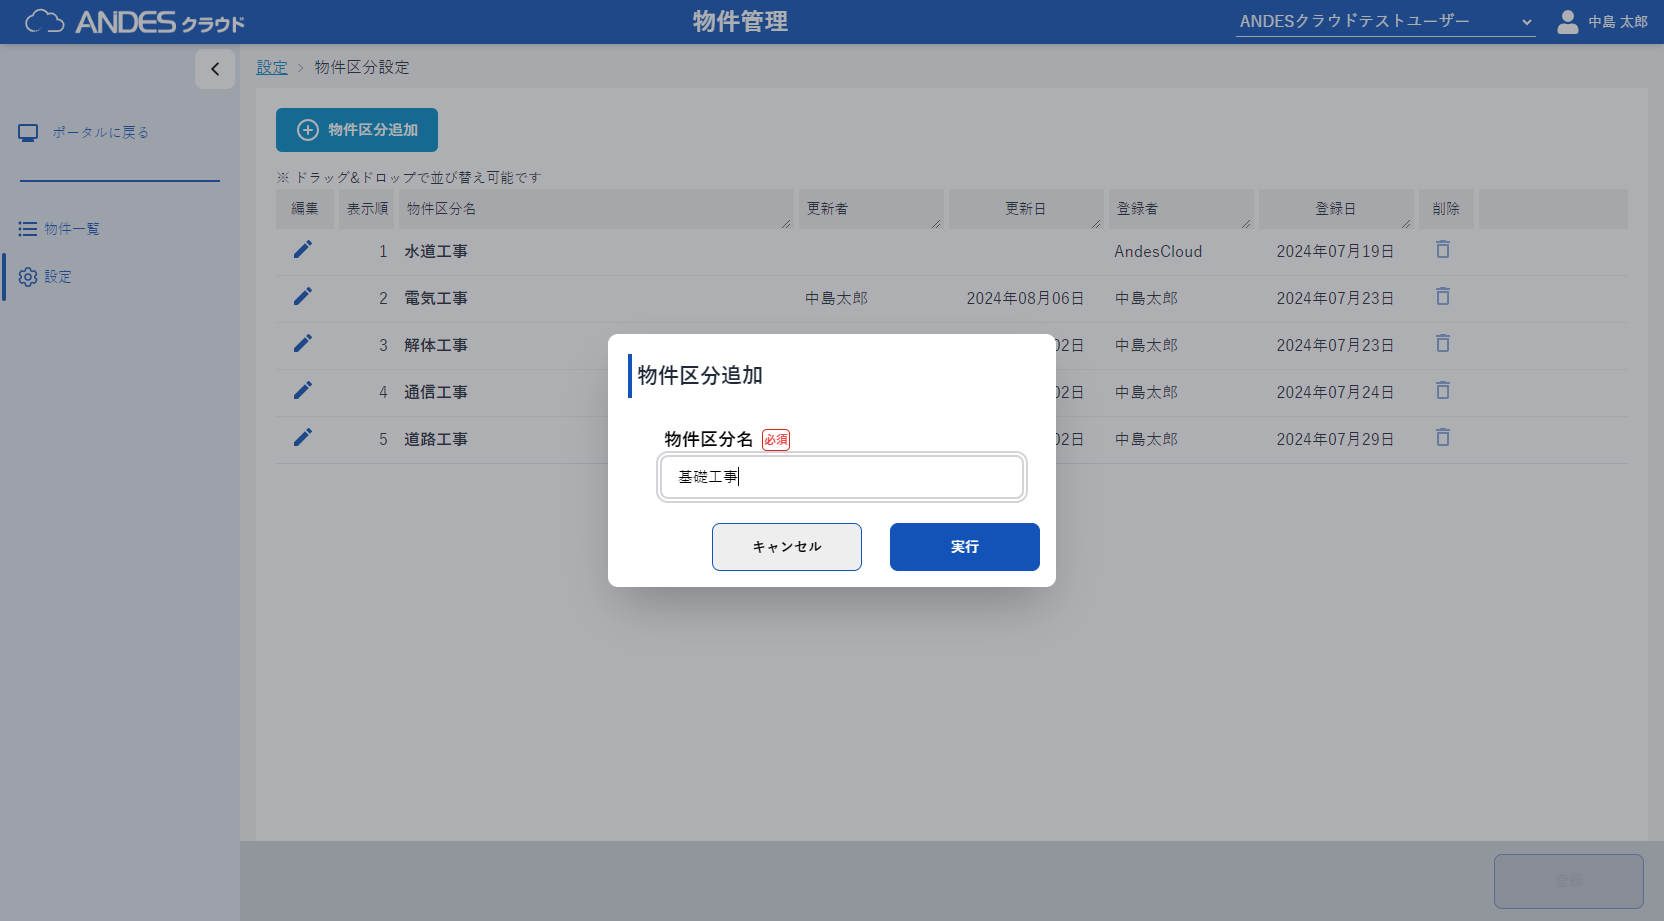 ANDES クラウド
物件管理
ANDESクラウドテストユーザー
中島 太郎
設定 > 物件区分設定
ポータルに戻る
物件一覧
設定
物件区分追加
※ ドラッグ&ドロップで並び替え可能です
編集 表示順 物件区分名 更新者 更新日 登録者 登録日 削除
1 水道工事 AndesCloud 2024年07月19日
2 電気工事 中島太郎 2024年08月06日 中島太郎 2024年07月23日
3 解体工事 02日 中島太郎 2024年07月23日
4 通信工事 02日 中島太郎 2024年07月24日
5 道路工事 02日 中島太郎 2024年07月29日
物件区分追加
物件区分名 必須
基礎工事
キャンセル 実行
登録